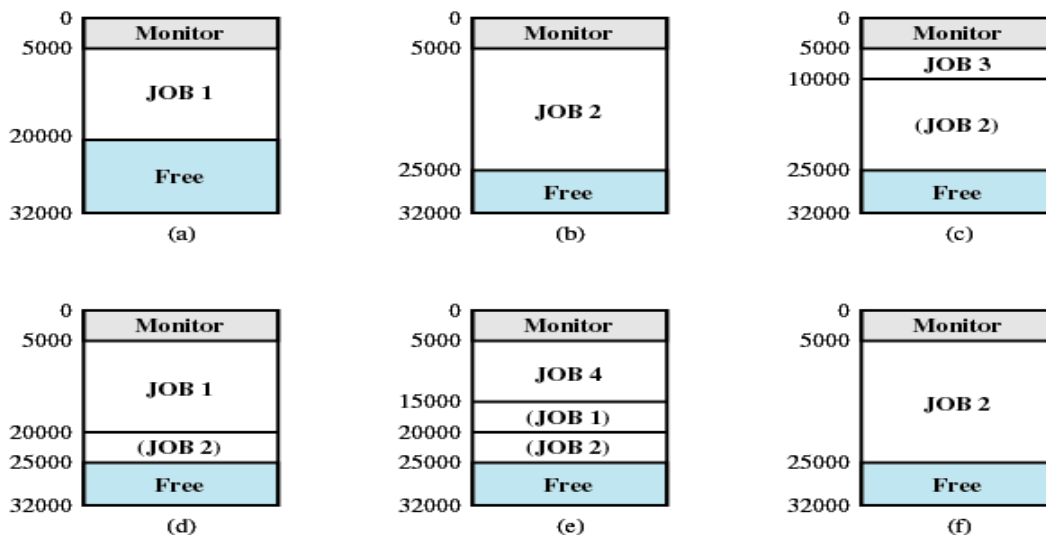 0
Monitor
5000
JOB 1
20000
Free
32000
(a)
0
Monitor
5000
JOB 2
25000
Free
32000
(b)
0
Monitor
5000
JOB 3
10000
(JOB 2)
25000
Free
32000
(c)
0
Monitor
5000
JOB 1
20000
(JOB 2)
25000
Free
32000
(d)
0
Monitor
5000
JOB 4
15000
(JOB 1)
20000
(JOB 2)
25000
Free
32000
(e)
0
Monitor
5000
JOB 2
25000
Free
32000
(f)